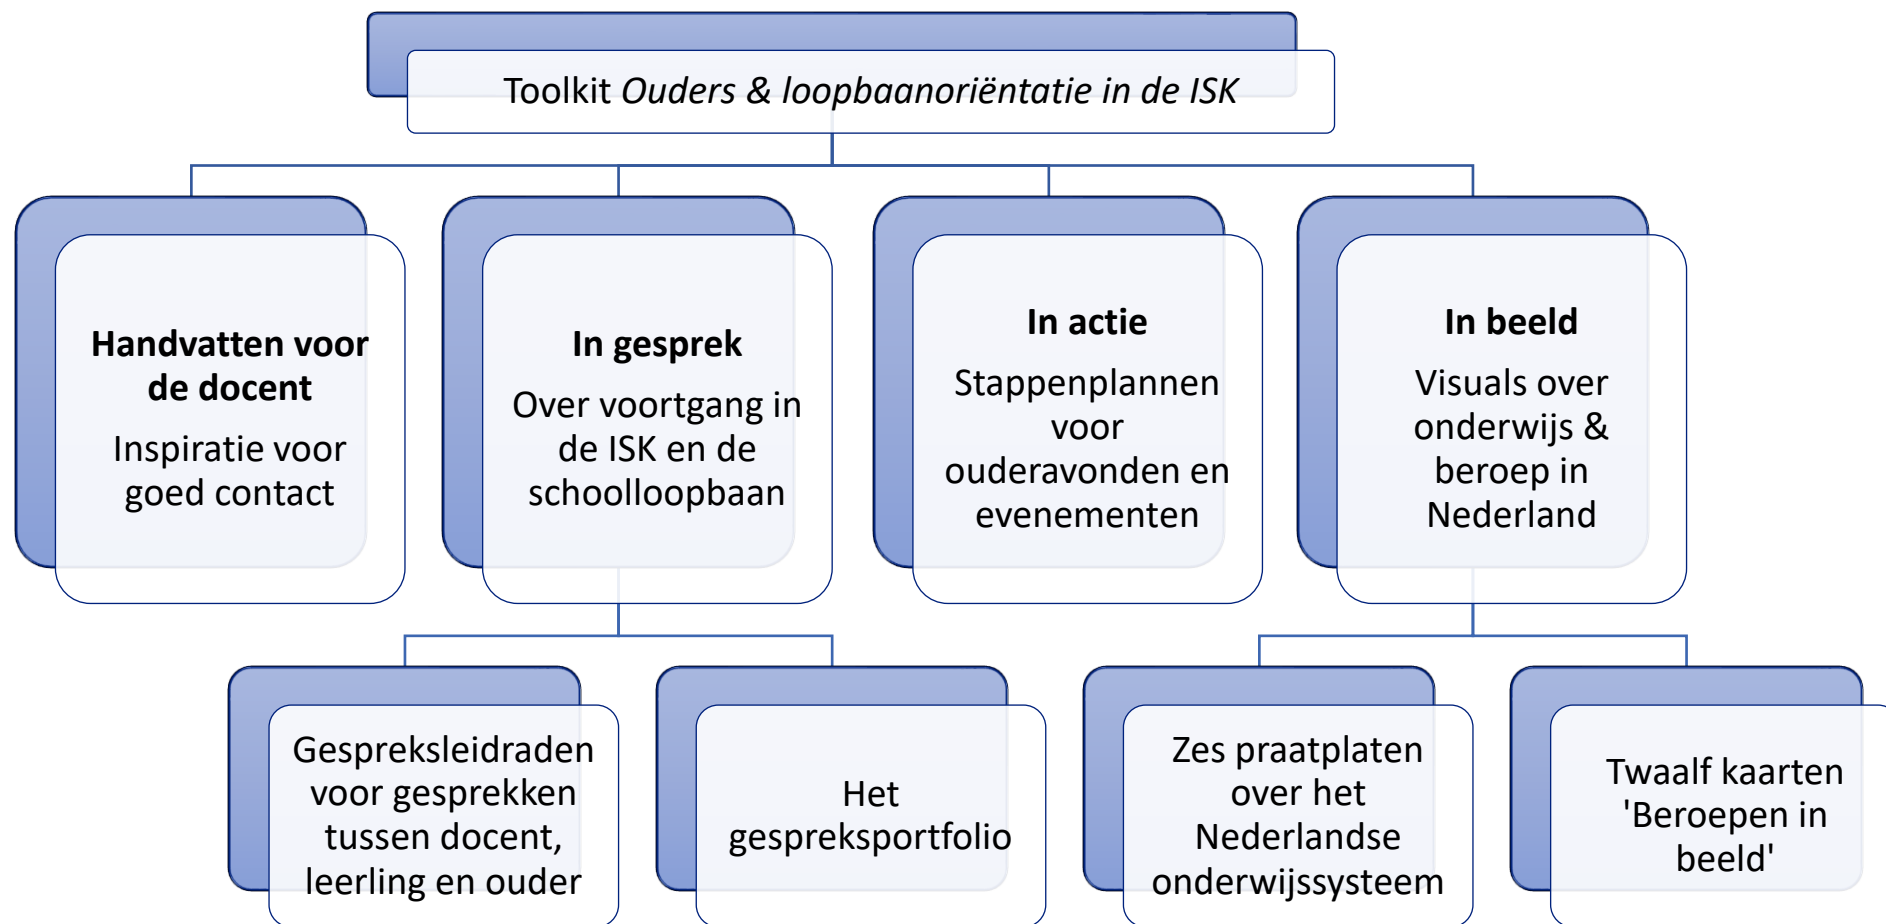 Toolkit Ouders & loopbaanoriëntatie in de ISK
Handvatten voor
de docent
Inspiratie voor
goed contact
In gesprek
Over voortgang in
de ISK en de
schoolloopbaan
In actie
Stappenplannen
voor
ouderavonden en
evenementen
In beeld
Visuals over
onderwijs &
beroep in
Nederland
Gespreksleidraden
voor gesprekken
tussen docent,
leerling en ouder
Het
gespreksportfolio
Zes praatplaten
over het
Nederlandse
onderwijssysteem
Twaalf kaarten
'Beroepen in
beeld'